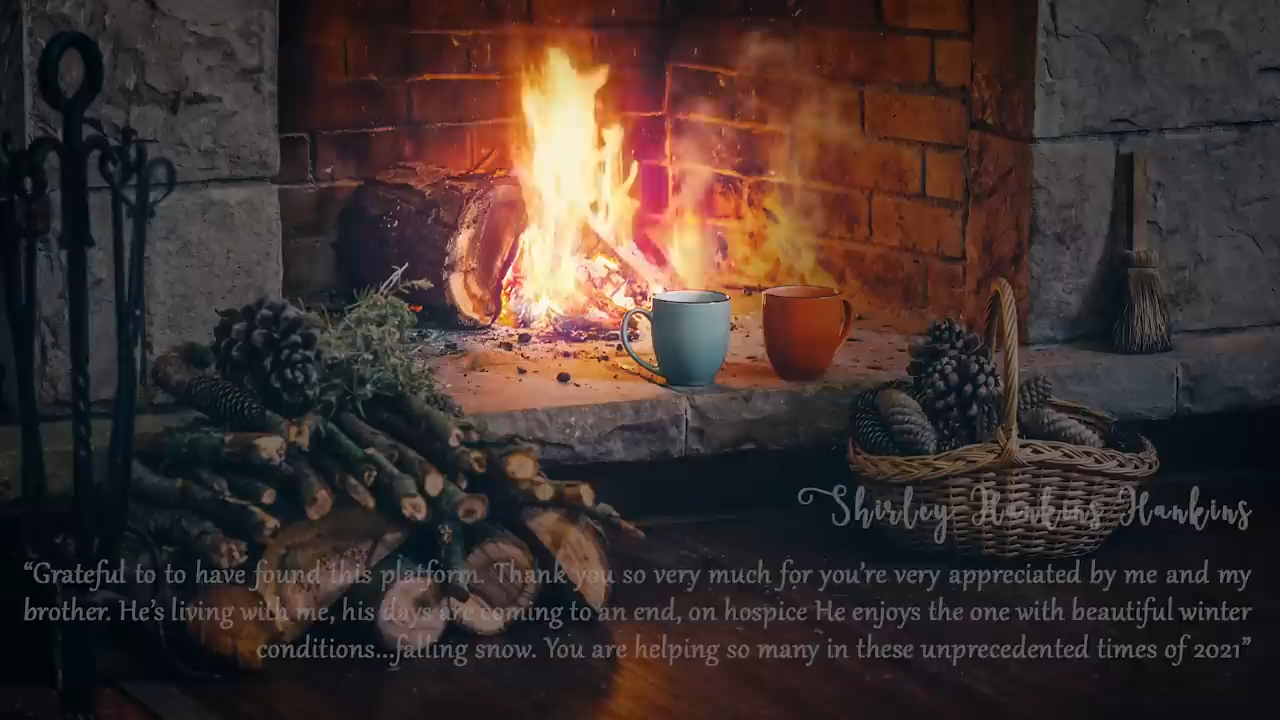 Shirley Hankins Hankins
“Grateful to to have found this platform. Thank you so very much for you're very appreciated by me and my
brother. He's living with me, his days are coming to an end, on hospice He enjoys the one with beautiful winter
conditions...falling snow. You are helping so many in these unprecedented times of 2021”